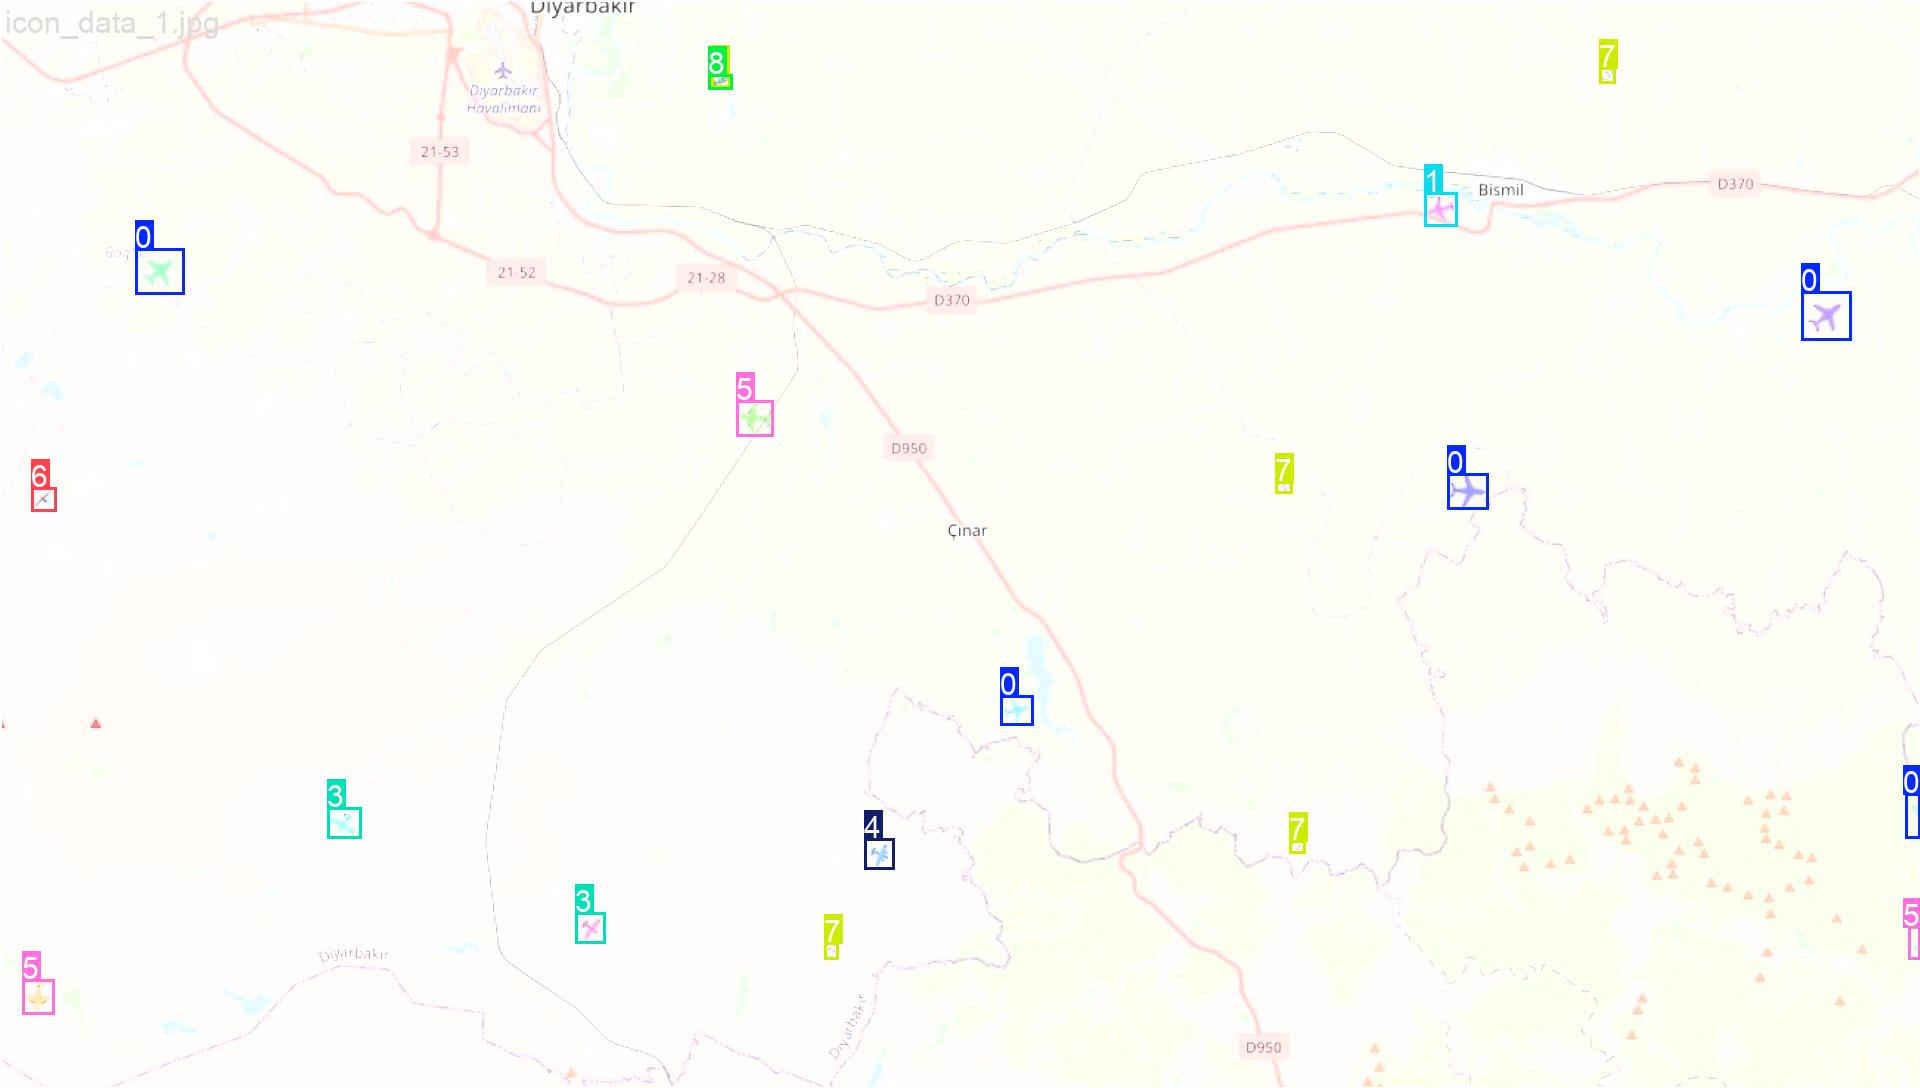 icon_data_1.jpg
Diyarbakır
8
7
Diyarbakır
Havalimanı
21-53
1
Bismil
D370
0
0
21-52
21-28
D370
5
D950
6
7
0
Çınar
0
0
3
4
7
3
7
5
Diyarbakır
5
Diyarbakır
D950